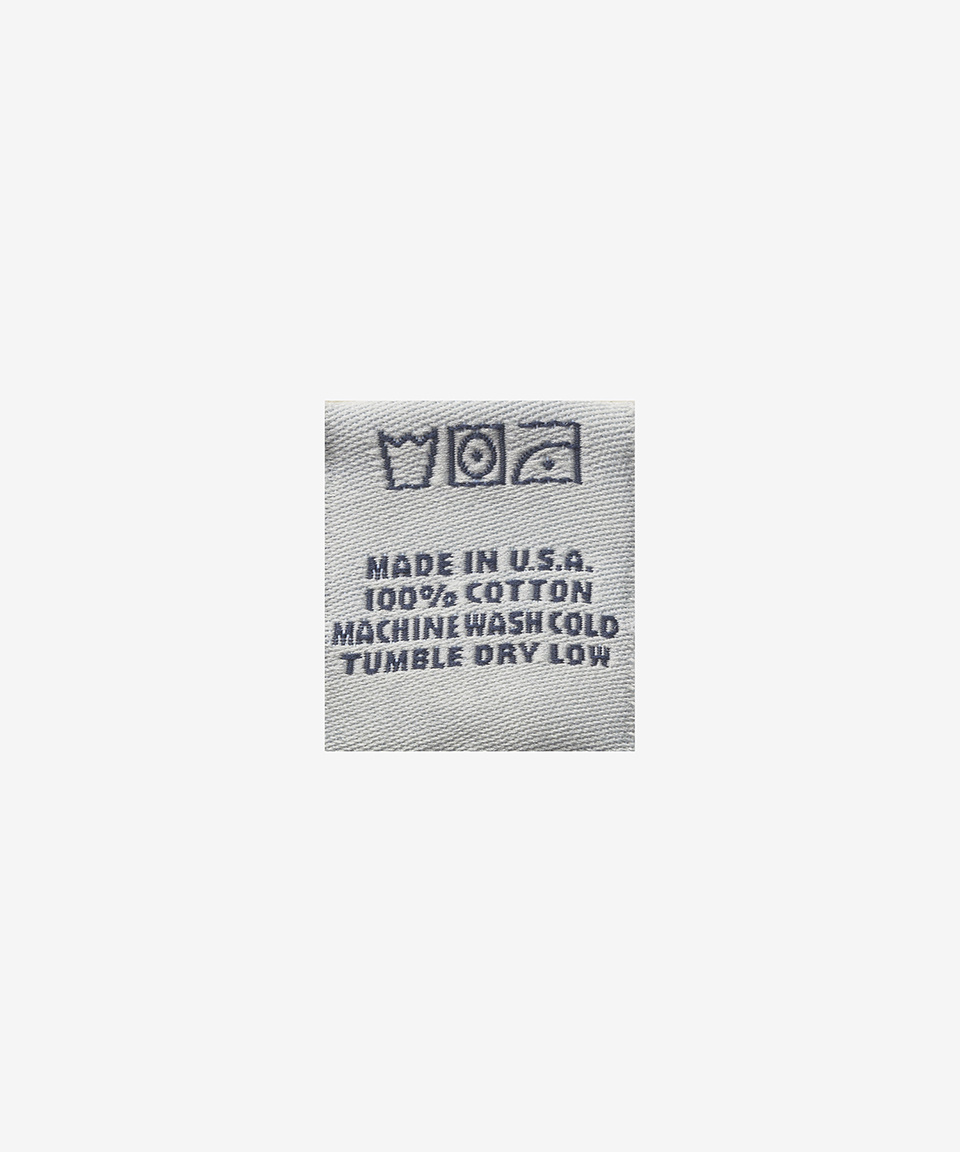 MADE IN U.S.A.
100% COTTON
MACHINE WASH COLD
TUMBLE DRY LOW